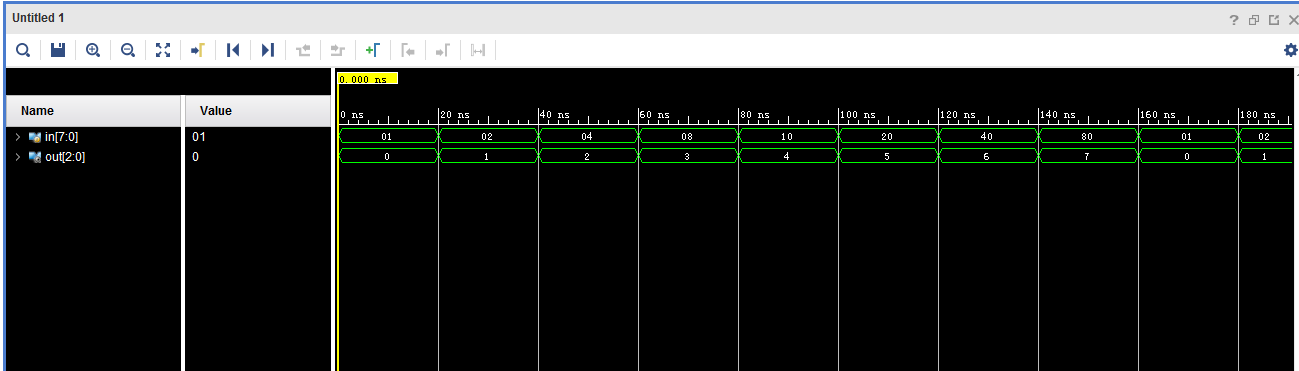 Untitled 1
0.000 ns
Name Value
0 ns 20 ns 40 ns 60 ns 80 ns 100 ns 120 ns 140 ns 160 ns 180 ns
in[7:0] 01 01 02 04 08 10 20 40 80 01 02
out[2:0] 0 0 1 2 3 4 5 6 7 0 1